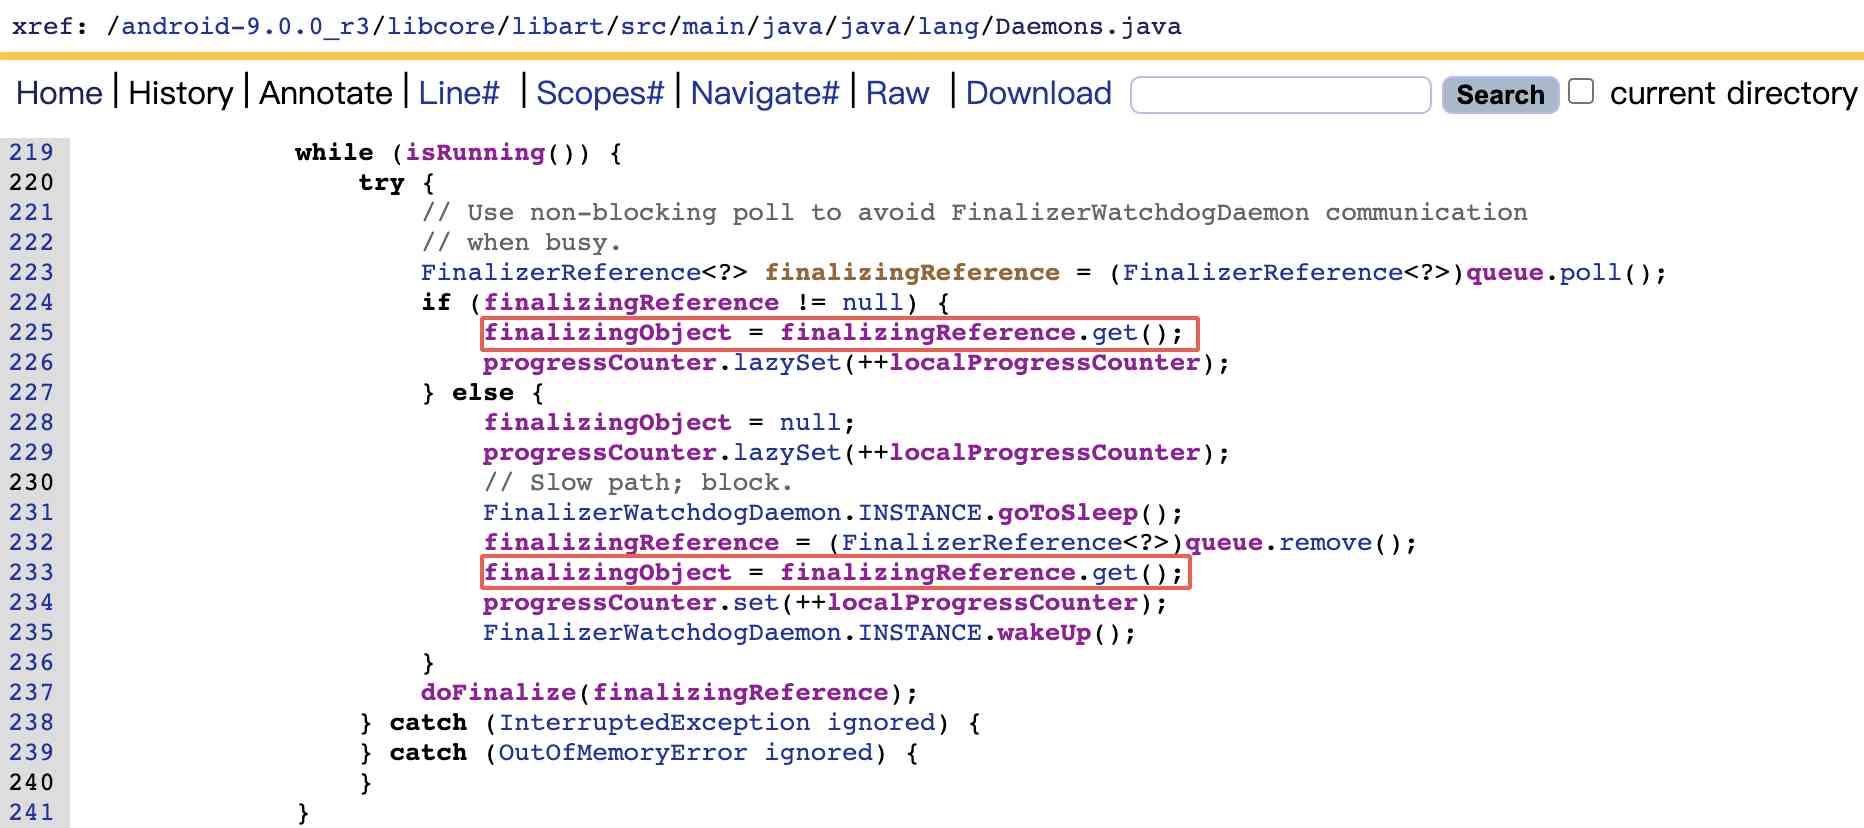 xref: /android-9.0.0_r3/libcore/libart/src/main/java/java/lang/Daemons.java
Home | History | Annotate | Line# | Scopes# | Navigate# | Raw | Download Search current directory
219 while (isRunning()) {
220 try {
221 // Use non-blocking poll to avoid FinalizerWatchdogDaemon communication
222 // when busy.
223 FinalizerReference<?> finalizingReference = (FinalizerReference<?>)queue.poll();
224 if (finalizingReference != null) {
225 finalizingObject = finalizingReference.get();
226 progressCounter.lazySet(++localProgressCounter);
227 } else {
228 finalizingObject = null;
229 progressCounter.lazySet(++localProgressCounter);
230 // Slow path; block.
231 FinalizerWatchdogDaemon.INSTANCE.goToSleep();
232 finalizingReference = (FinalizerReference<?>)queue.remove();
233 finalizingObject = finalizingReference.get();
234 progressCounter.set(++localProgressCounter);
235 FinalizerWatchdogDaemon.INSTANCE.wakeUp();
236 }
237 doFinalize(finalizingReference);
238 } catch (InterruptedException ignored) {
239 } catch (OutOfMemoryError ignored) {
240 }
241 }